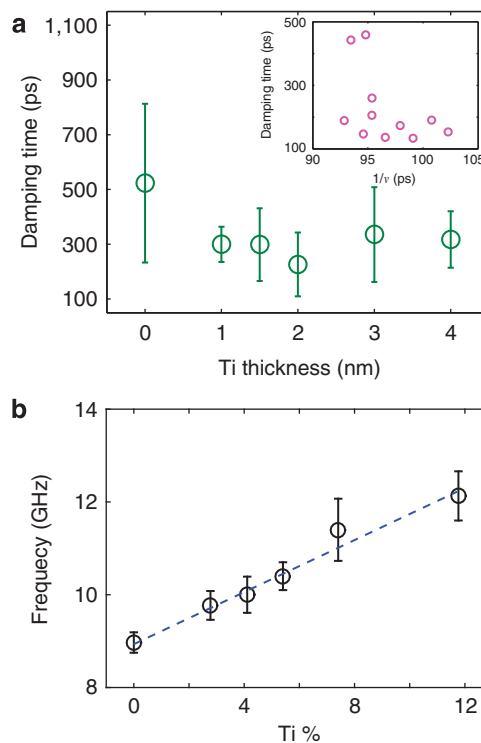 a
1,100
900
700
500
300
100
Damping time (ps)
0 1 2 3 4
Ti thickness (nm)
500
300
100
Damping time (ps)
90 95 100 105
1/v (ps)
b
14
12
10
8
Frequecy (GHz)
0 4 8 12
Ti %